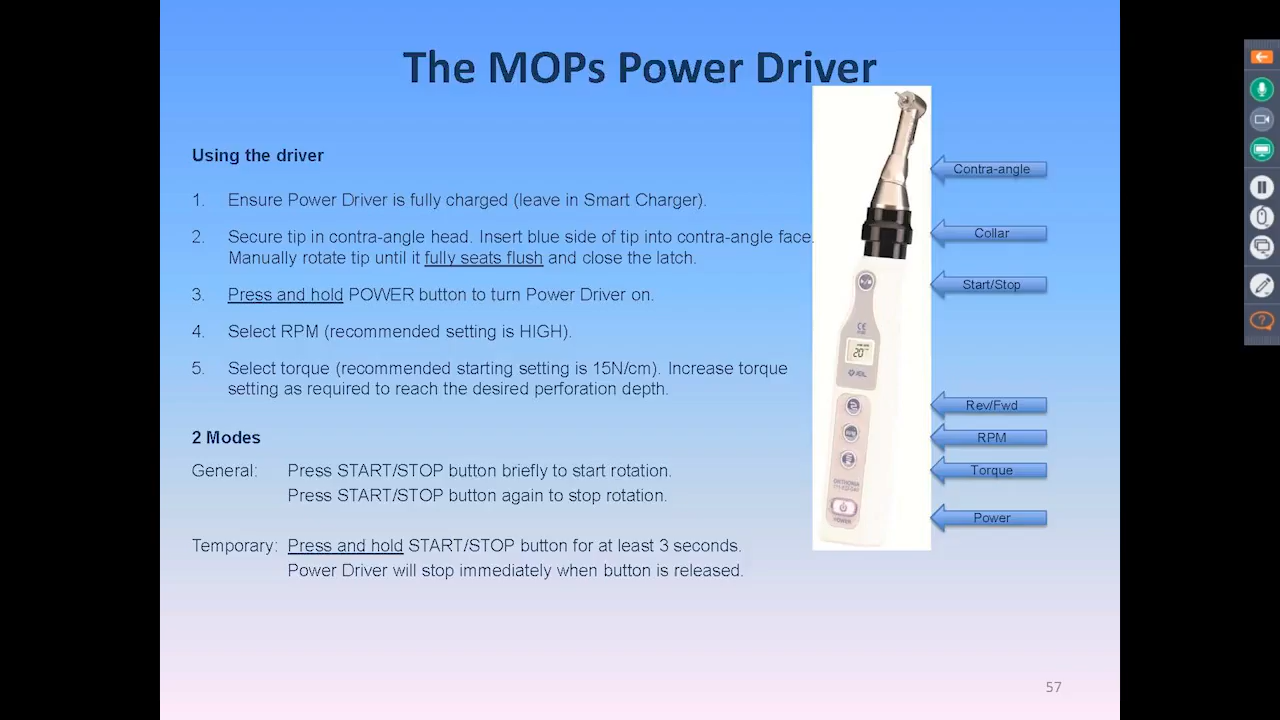 The MOPs Power Driver
Using the driver
1. Ensure Power Driver is fully charged (leave in Smart Charger).
2. Secure tip in contra-angle head. Insert blue side of tip into contra-angle face.
Manually rotate tip until it fully seats flush and close the latch.
3. Press and hold POWER button to turn Power Driver on.
4. Select RPM (recommended setting is HIGH).
5. Select torque (recommended starting setting is 15N/cm). Increase torque
setting as required to reach the desired perforation depth.
2 Modes
General: Press START/STOP button briefly to start rotation.
Press START/STOP button again to stop rotation.
Temporary: Press and hold START/STOP button for at least 3 seconds.
Power Driver will stop immediately when button is released.
Contra-angle
Collar
Start/Stop
Rev/Fwd
RPM
Torque
Power
CE
20
POWER
57